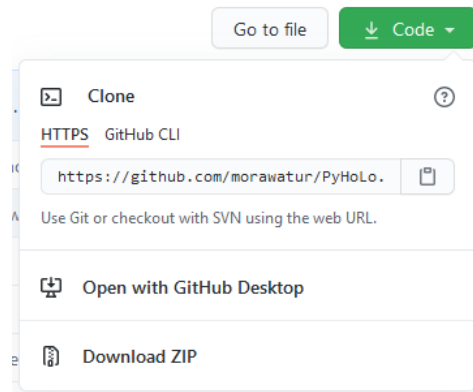 Go to file
Code
Clone
HTTPS GitHub CLI
https://github.com/morawatur/PyHoLo.
Use Git or checkout with SVN using the web URL.
Open with GitHub Desktop
Download ZIP